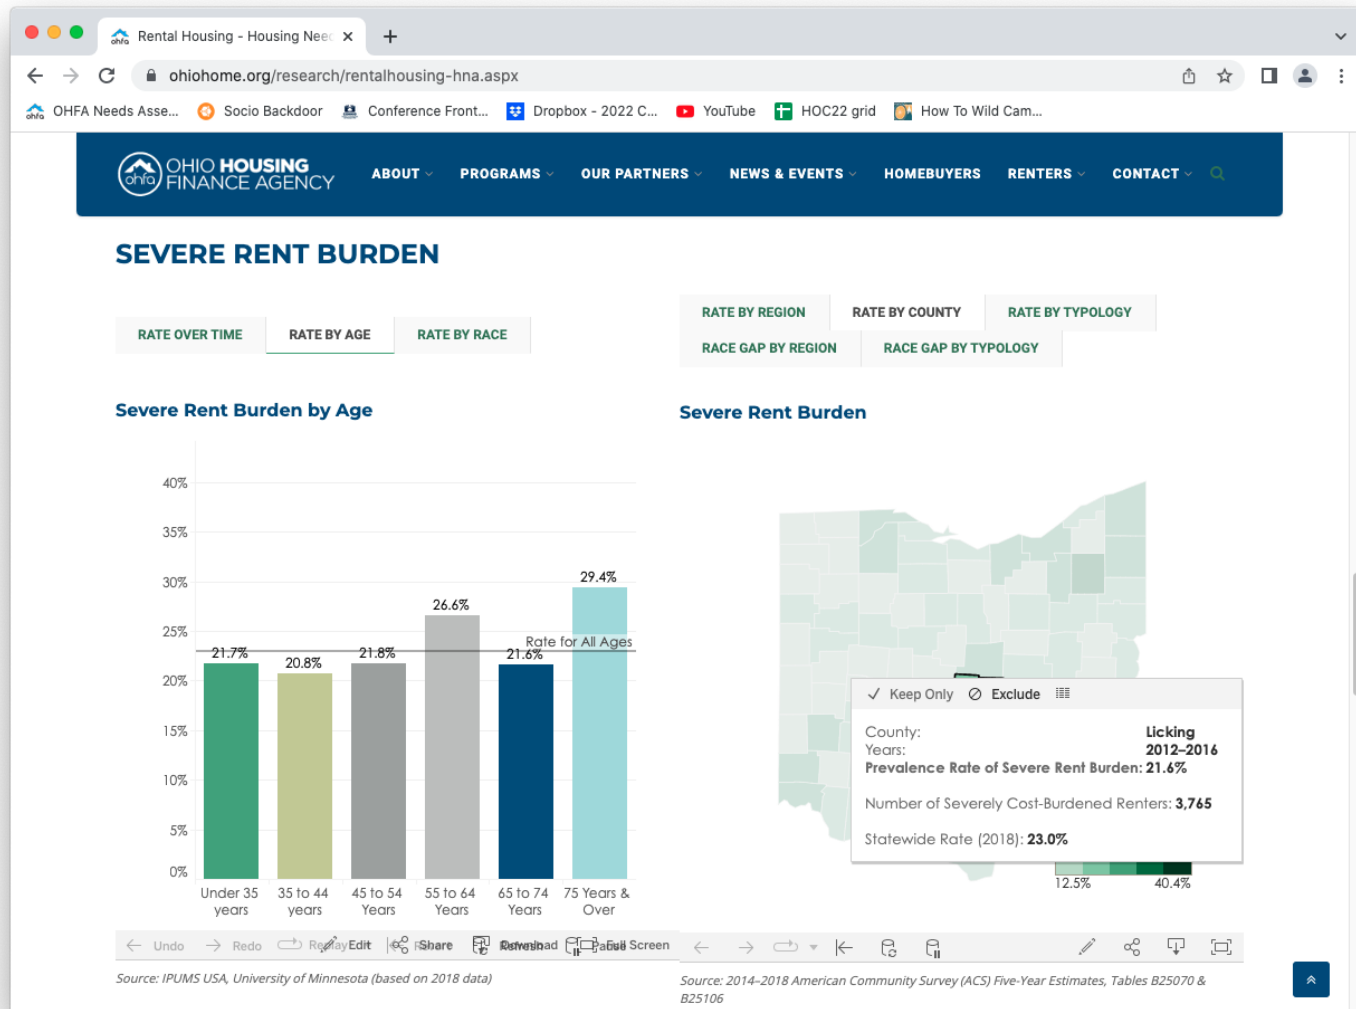 Rental Housing - Housing Need
ohiohome.org/research/rentalhousing-hna.aspx
OHFA Needs Asse...
Socio Backdoor
Conference Front...
Dropbox - 2022 C...
YouTube
HOC22 grid
How To Wild Cam...
ohfa
OHIO HOUSING
FINANCE AGENCY
ABOUT
PROGRAMS
OUR PARTNERS
NEWS & EVENTS
HOMEBUYERS
RENTERS
CONTACT
SEVERE RENT BURDEN
RATE OVER TIME
RATE BY AGE
RATE BY RACE
Severe Rent Burden by Age
40%
35%
30%
25%
20%
15%
10%
5%
0%
21.7%
20.8%
21.8%
26.6%
21.6%
29.4%
Rate for All Ages
Under 35
years
35 to 44
years
45 to 54
Years
55 to 64
Years
65 to 74
Years
75 Years &
Over
Undo
Redo
Replay
Edit
Share
Download
Full Screen
Source: IPUMS USA, University of Minnesota (based on 2018 data)
RATE BY REGION
RATE BY COUNTY
RATE BY TYPOLOGY
RACE GAP BY REGION
RACE GAP BY TYPOLOGY
Severe Rent Burden
Keep Only
Exclude
County: Licking
Years: 2012–2016
Prevalence Rate of Severe Rent Burden: 21.6%
Number of Severely Cost-Burdened Renters: 3,765
Statewide Rate (2018): 23.0%
12.5%
40.4%
Source: 2014–2018 American Community Survey (ACS) Five-Year Estimates, Tables B25070 &
B25106